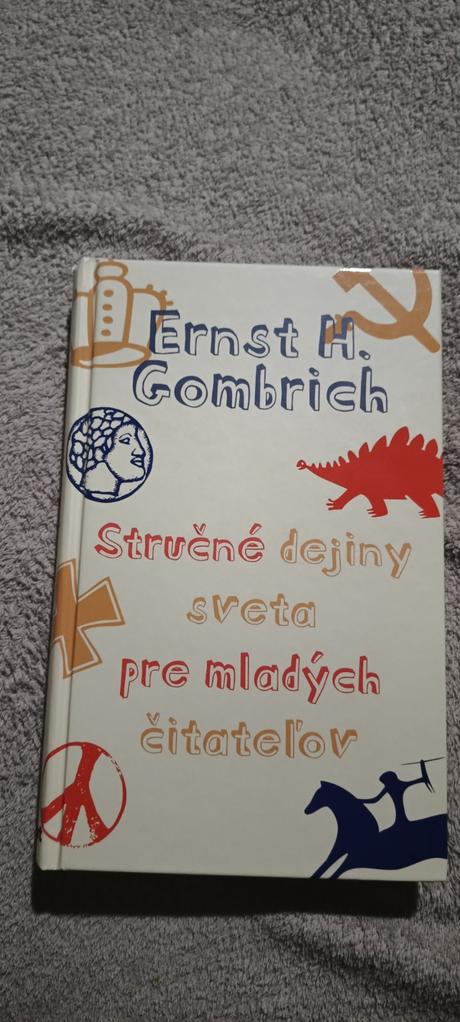 Ernst H.
Gombrich
Stručné dejiny
sveta
pre mladých
čitateľov